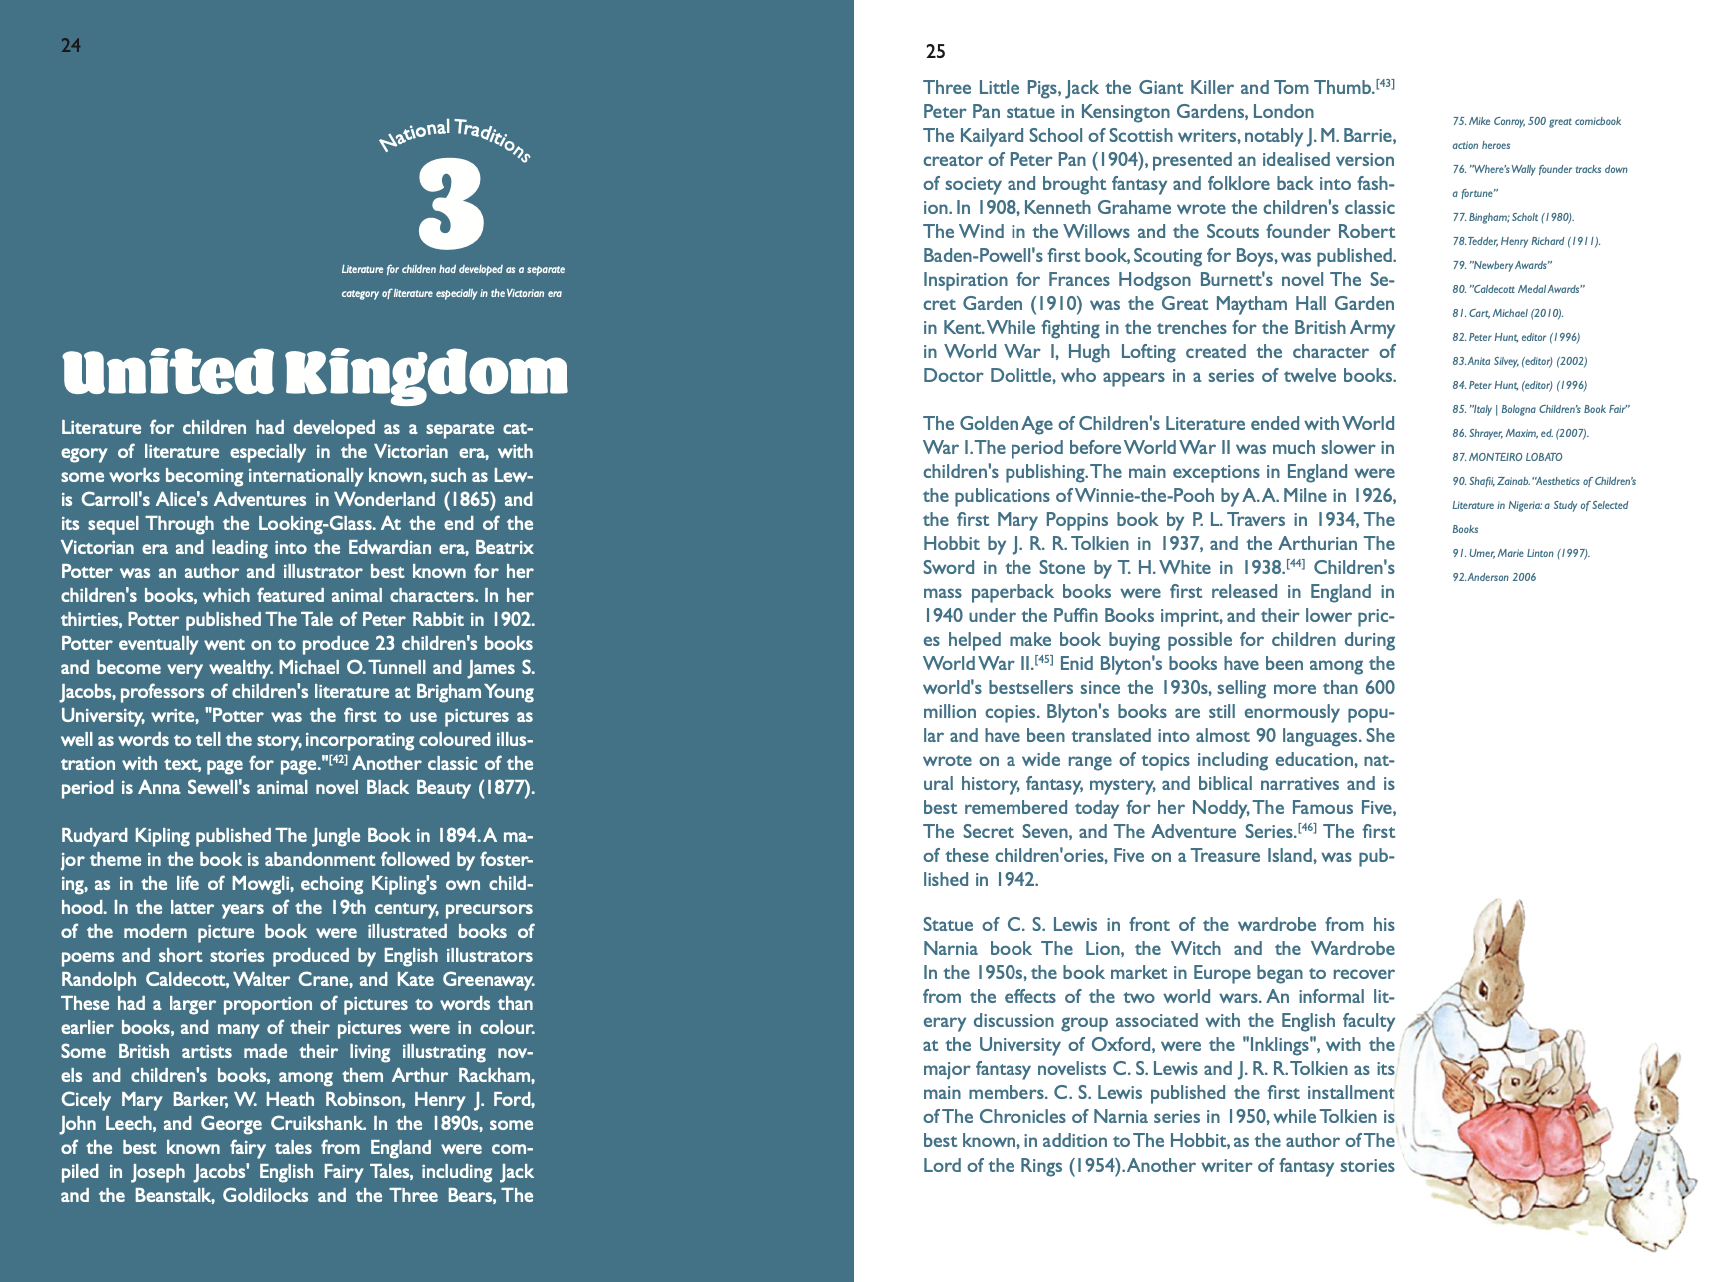 24
National Traditions
3
Literature for children had developed as a separate
category of literature especially in the Victorian era
United Kingdom
Literature for children had developed as a separate cat-
egory of literature especially in the Victorian era, with
some works becoming internationally known, such as Lew-
is Carroll's Alice's Adventures in Wonderland (1865) and
its sequel Through the Looking-Glass. At the end of the
Victorian era and leading into the Edwardian era, Beatrix
Potter was an author and illustrator best known for her
children's books, which featured animal characters. In her
thirties, Potter published The Tale of Peter Rabbit in 1902.
Potter eventually went on to produce 23 children's books
and become very wealthy. Michael O. Tunnell and James S.
Jacobs, professors of children's literature at Brigham Young
University, write, "Potter was the first to use pictures as
well as words to tell the story, incorporating coloured illus-
tration with text, page for page."[42] Another classic of the
period is Anna Sewell's animal novel Black Beauty (1877).
Rudyard Kipling published The Jungle Book in 1894. A ma-
jor theme in the book is abandonment followed by foster-
ing, as in the life of Mowgli, echoing Kipling's own child-
hood. In the latter years of the 19th century, precursors
of the modern picture book were illustrated books of
poems and short stories produced by English illustrators
Randolph Caldecott, Walter Crane, and Kate Greenaway.
These had a larger proportion of pictures to words than
earlier books, and many of their pictures were in colour.
Some British artists made their living illustrating nov-
els and children's books, among them Arthur Rackham,
Cicely Mary Barker, W. Heath Robinson, Henry J. Ford,
John Leech, and George Cruikshank. In the 1890s, some
of the best known fairy tales from England were com-
piled in Joseph Jacobs' English Fairy Tales, including Jack
and the Beanstalk, Goldilocks and the Three Bears, The
25
Three Little Pigs, Jack the Giant Killer and Tom Thumb.[43]
Peter Pan statue in Kensington Gardens, London
The Kailyard School of Scottish writers, notably J. M. Barrie,
creator of Peter Pan (1904), presented an idealised version
of society and brought fantasy and folklore back into fash-
ion. In 1908, Kenneth Grahame wrote the children's classic
The Wind in the Willows and the Scouts founder Robert
Baden-Powell's first book, Scouting for Boys, was published.
Inspiration for Frances Hodgson Burnett's novel The Se-
cret Garden (1910) was the Great Maytham Hall Garden
in Kent. While fighting in the trenches for the British Army
in World War I, Hugh Lofting created the character of
Doctor Dolittle, who appears in a series of twelve books.
The Golden Age of Children's Literature ended with World
War I. The period before World War II was much slower in
children's publishing. The main exceptions in England were
the publications of Winnie-the-Pooh by A. A. Milne in 1926,
the first Mary Poppins book by P. L. Travers in 1934, The
Hobbit by J. R. R. Tolkien in 1937, and the Arthurian The
Sword in the Stone by T. H. White in 1938.[44] Children's
mass paperback books were first released in England in
1940 under the Puffin Books imprint, and their lower pric-
es helped make book buying possible for children during
World War II.[45] Enid Blyton's books have been among the
world's bestsellers since the 1930s, selling more than 600
million copies. Blyton's books are still enormously popu-
lar and have been translated into almost 90 languages. She
wrote on a wide range of topics including education, nat-
ural history, fantasy, mystery, and biblical narratives and is
best remembered today for her Noddy, The Famous Five,
The Secret Seven, and The Adventure Series.[46] The first
of these children'ories, Five on a Treasure Island, was pub-
lished in 1942.
Statue of C. S. Lewis in front of the wardrobe from his
Narnia book The Lion, the Witch and the Wardrobe
In the 1950s, the book market in Europe began to recover
from the effects of the two world wars. An informal lit-
erary discussion group associated with the English faculty
at the University of Oxford, were the "Inklings", with the
major fantasy novelists C. S. Lewis and J. R. R. Tolkien as its
main members. C. S. Lewis published the first installment
of The Chronicles of Narnia series in 1950, while Tolkien is
best known, in addition to The Hobbit, as the author of The
Lord of the Rings (1954). Another writer of fantasy stories
75. Mike Conroy, 500 great comicbook
action heroes
76. "Where's Wally founder tracks down
a fortune"
77. Bingham; Scholt (1980).
78. Tedder, Henry Richard (1911).
79. "Newbery Awards"
80. "Caldecott Medal Awards"
81. Cart, Michael (2010).
82. Peter Hunt, editor (1996)
83. Anita Silvey, (editor) (2002)
84. Peter Hunt, (editor) (1996)
85. "Italy | Bologna Children's Book Fair"
86. Shrayer, Maxim, ed. (2007).
87. MONTEIRO LOBATO
90. Shafii, Zainab. "Aesthetics of Children's
Literature in Nigeria: a Study of Selected
Books
91. Umer, Marie Linton (1997).
92. Anderson 2006